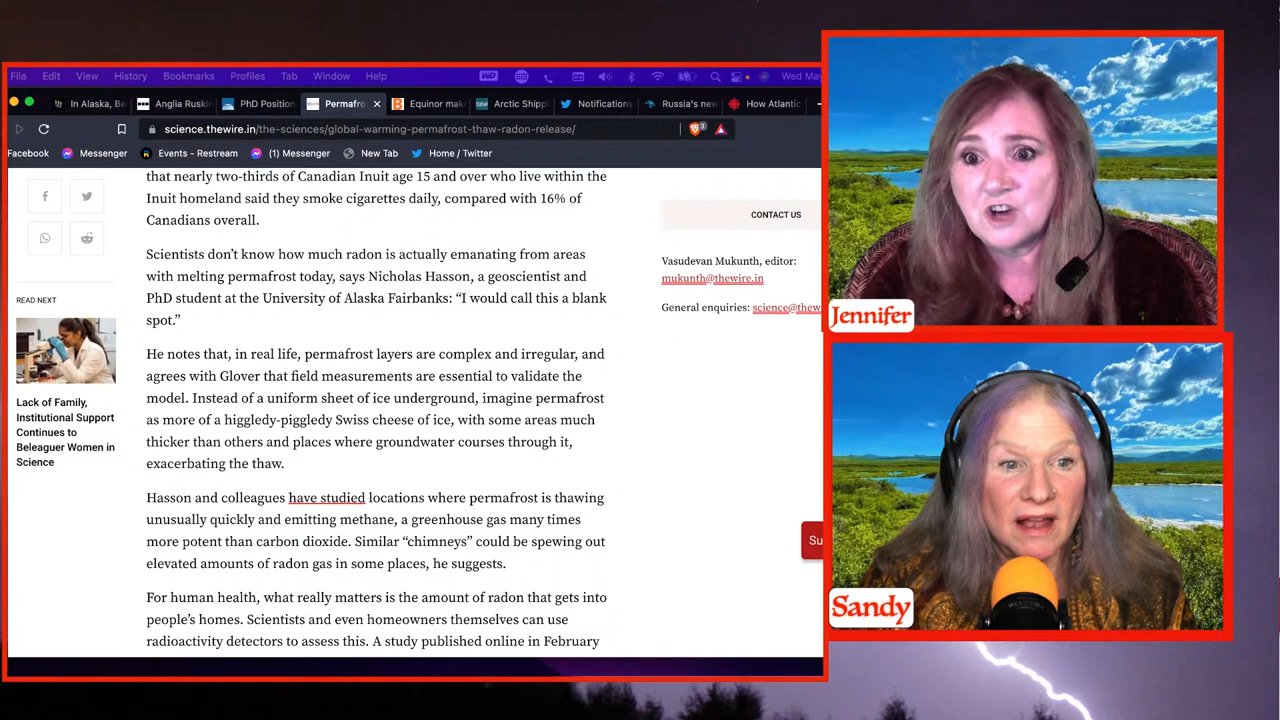 File Edit View History Bookmarks Profiles Tab Window Help Wed May
In Alaska, Be Anglia Ruski PhD Position Permafro Equinor mak Arctic Shippi Notifications Russia's new How Atlantic
science.thewire.in/the-sciences/global-warming-permafrost-thaw-radon-release/
Facebook Messenger Events - Restream (1) Messenger New Tab Home / Twitter
that nearly two-thirds of Canadian Inuit age 15 and over who live within the
Inuit homeland said they smoke cigarettes daily, compared with 16% of
Canadians overall.
Scientists don’t know how much radon is actually emanating from areas
with melting permafrost today, says Nicholas Hasson, a geoscientist and
PhD student at the University of Alaska Fairbanks: “I would call this a blank
spot.”
He notes that, in real life, permafrost layers are complex and irregular, and
agrees with Glover that field measurements are essential to validate the
model. Instead of a uniform sheet of ice underground, imagine permafrost
as more of a higgledy-piggledy Swiss cheese of ice, with some areas much
thicker than others and places where groundwater courses through it,
exacerbating the thaw.
Hasson and colleagues have studied locations where permafrost is thawing
unusually quickly and emitting methane, a greenhouse gas many times
more potent than carbon dioxide. Similar “chimneys” could be spewing out
elevated amounts of radon gas in some places, he suggests.
For human health, what really matters is the amount of radon that gets into
people’s homes. Scientists and even homeowners themselves can use
radioactivity detectors to assess this. A study published online in February
READ NEXT
Lack of Family,
Institutional Support
Continues to
Beleaguer Women in
Science
CONTACT US
Vasudevan Mukunth, editor:
mukunth@thewire.in
General enquiries: science@thew
Su
Jennifer
Sandy